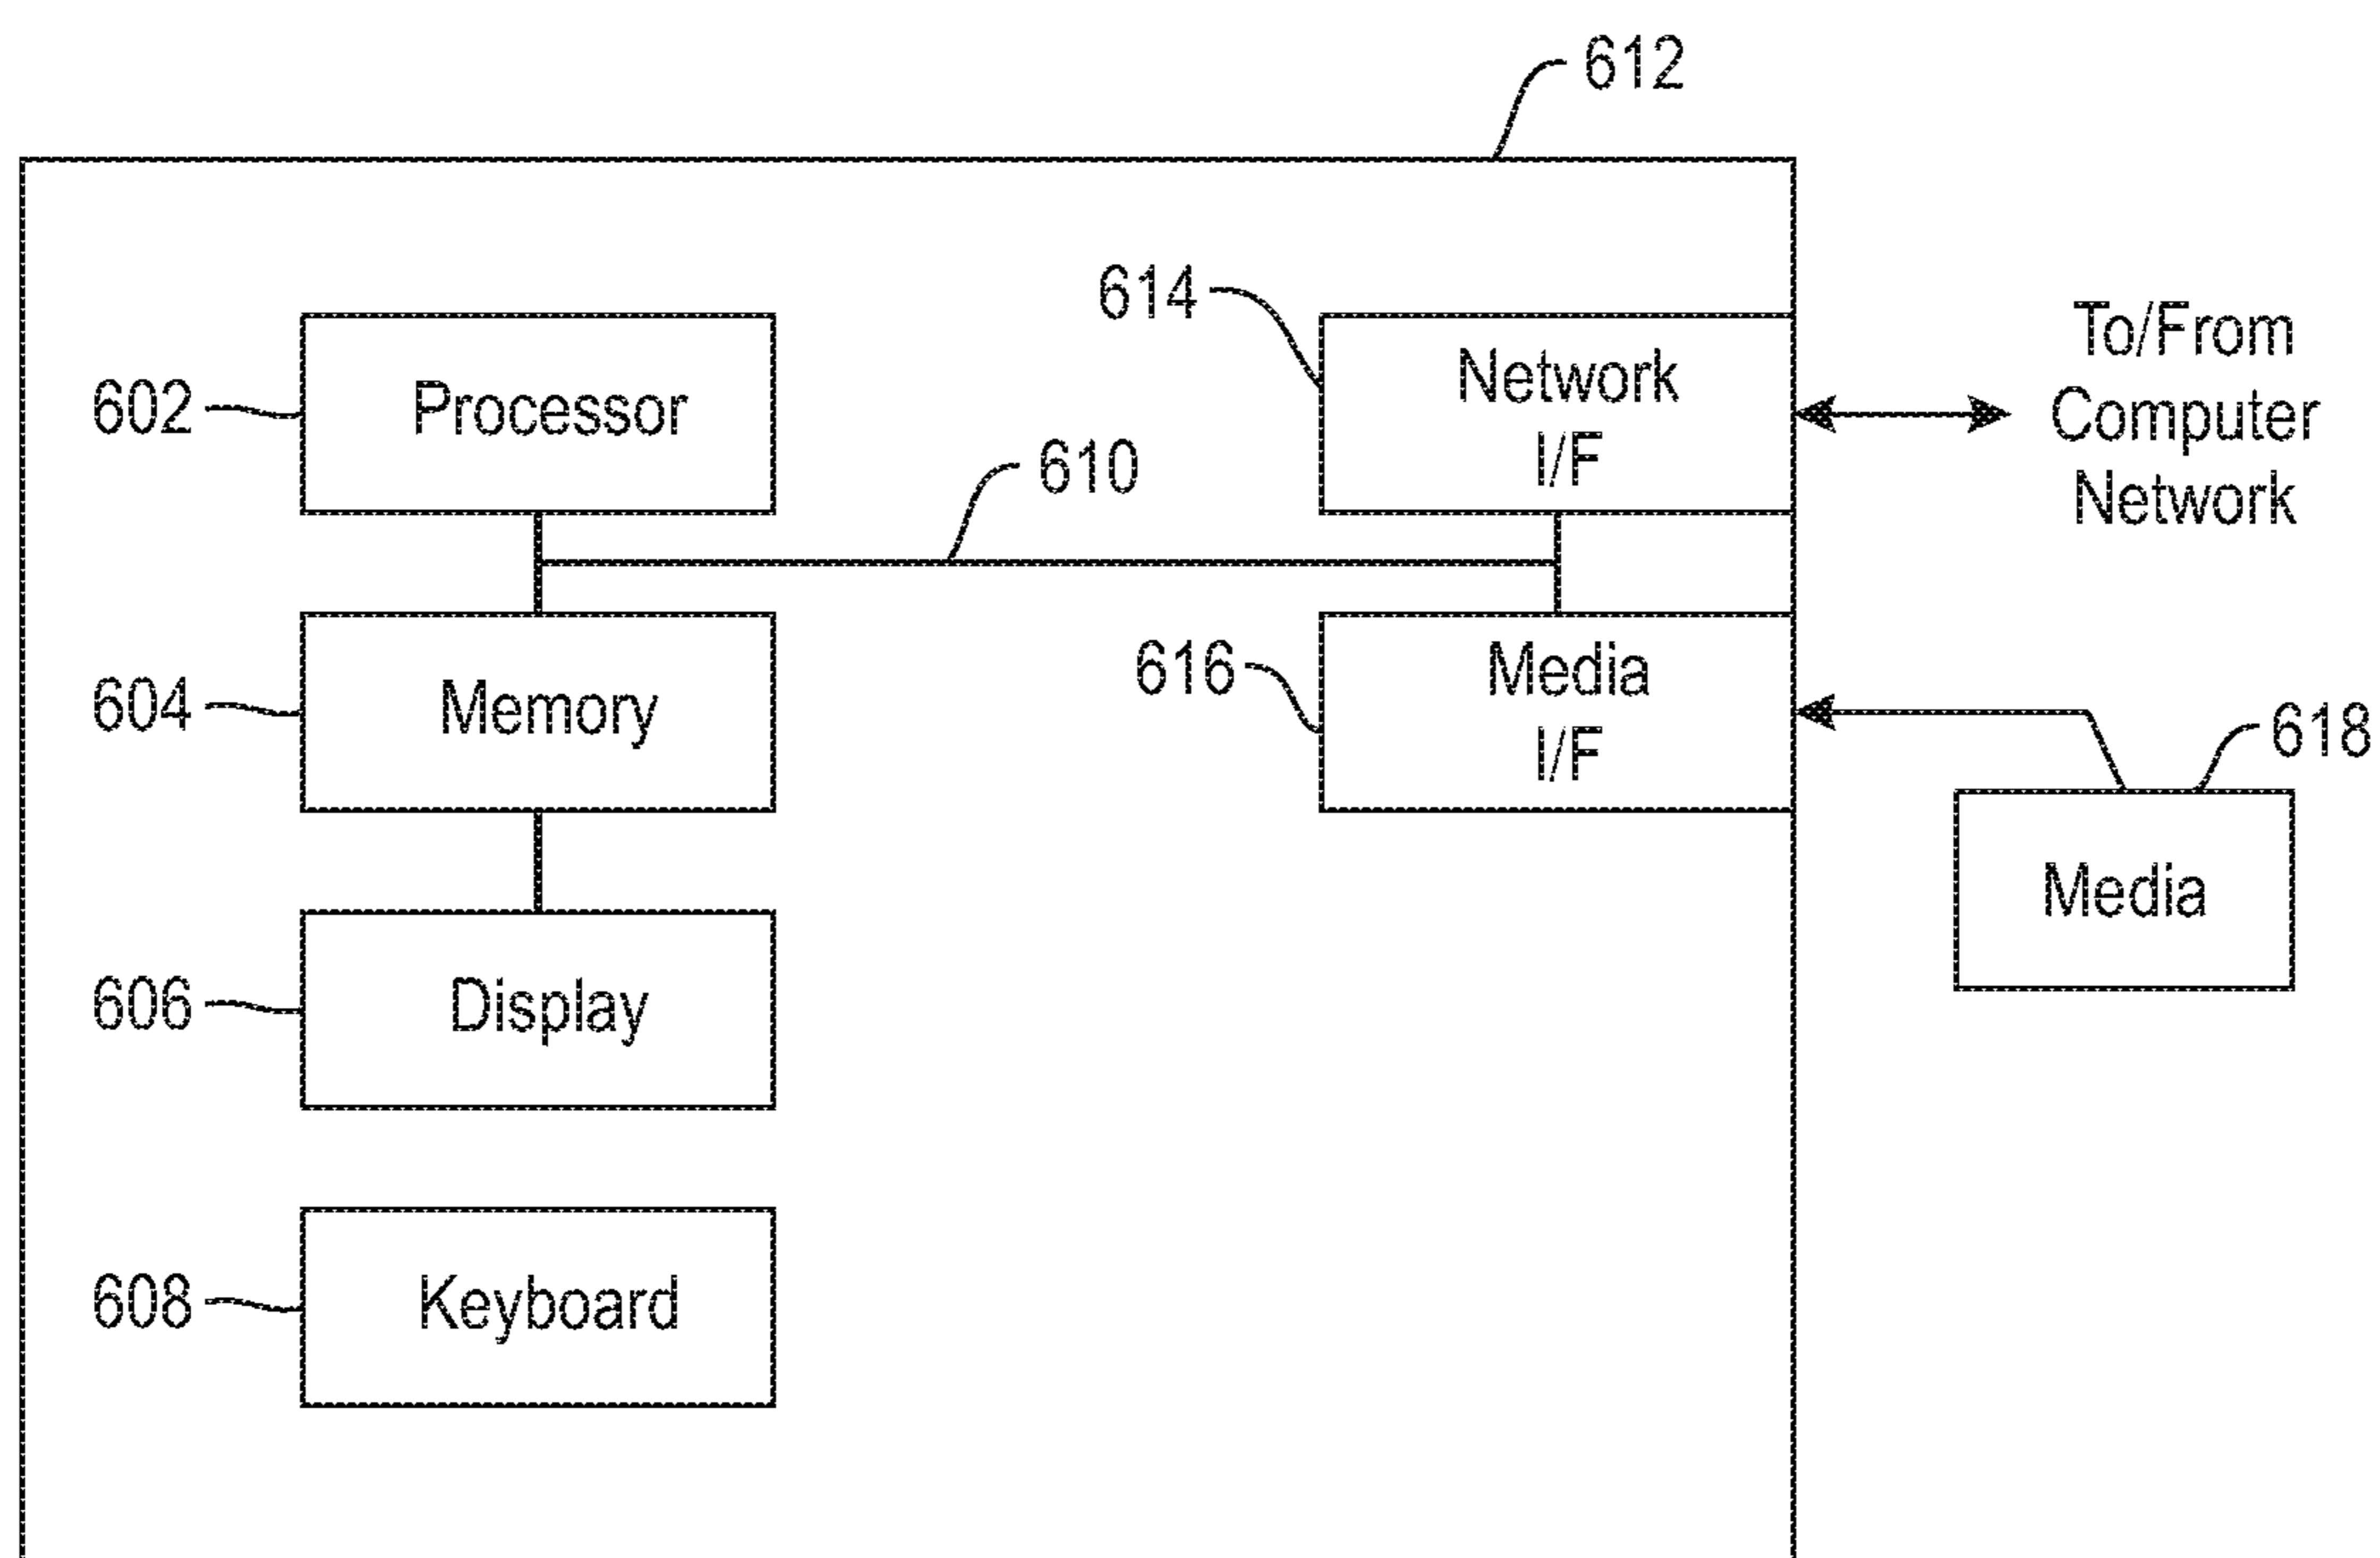 612
614
Network
I/F
To/From
Computer
Network
602
Processor
610
604
Memory
616
Media
I/F
618
Media
606
Display
608
Keyboard